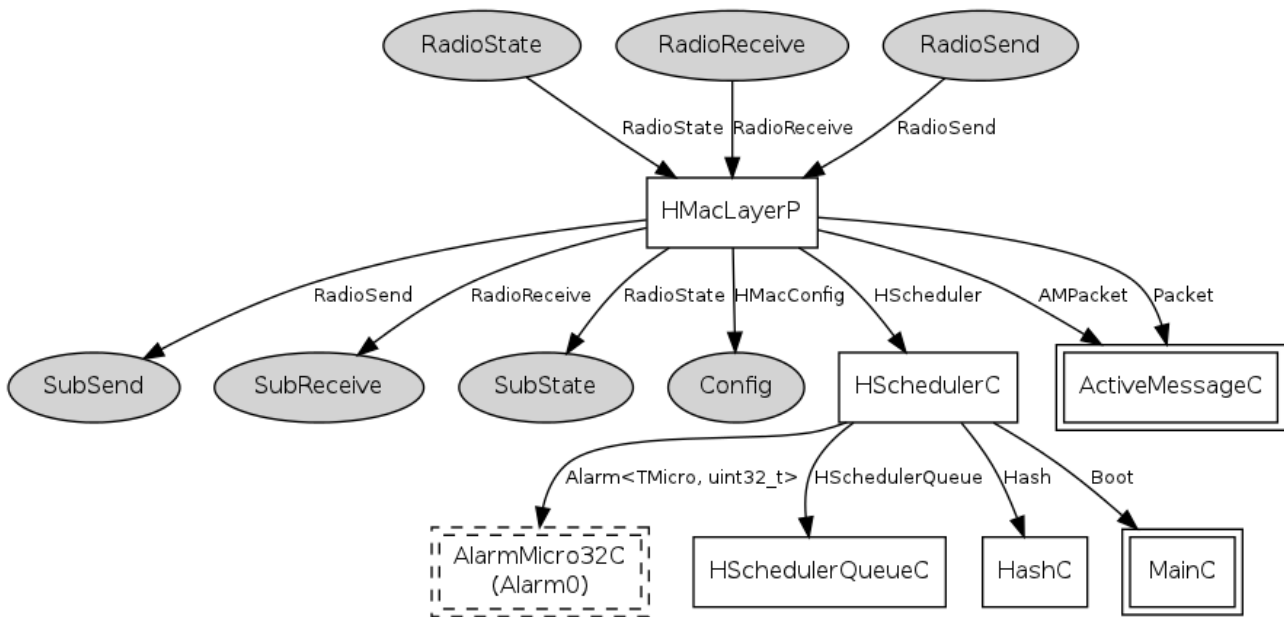 RadioState
RadioReceive
RadioSend
RadioState
RadioReceive
RadioSend
HMacLayerP
RadioSend
RadioReceive
RadioState
HMacConfig
HScheduler
AMPacket
Packet
SubSend
SubReceive
SubState
Config
HSchedulerC
ActiveMessageC
Alarm<TMicro, uint32_t>
HSchedulerQueue
Hash
Boot
AlarmMicro32C
(Alarm0)
HSchedulerQueueC
HashC
MainC